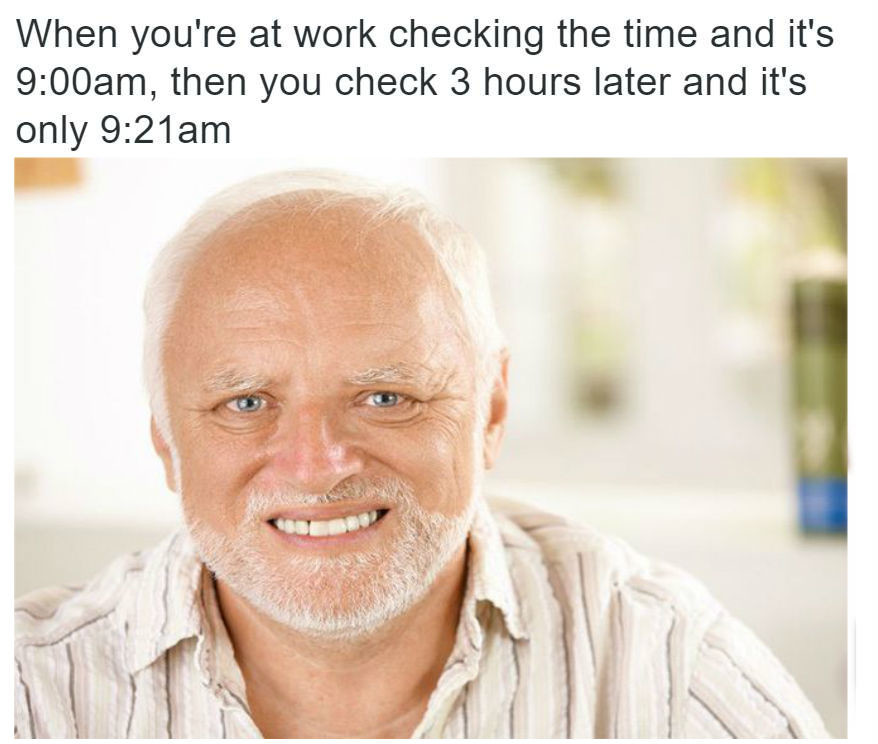 When you're at work checking the time and it's
9:00am, then you check 3 hours later and it's
only 9:21am